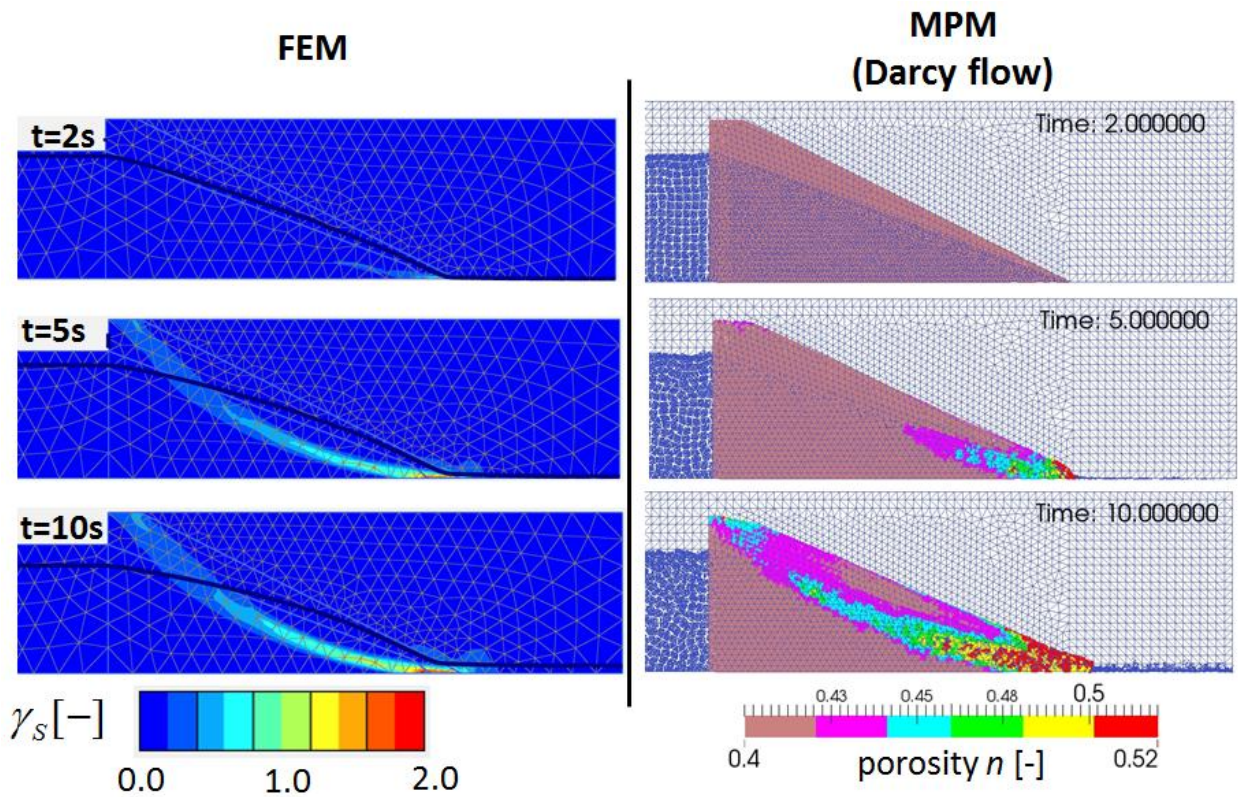 FEM
MPM
(Darcy flow)
t=2s
Time: 2.000000
t=5s
Time: 5.000000
t=10s
Time: 10.000000
γS[−]
0.0 1.0 2.0
0.43 0.45 0.48 0.5
0.4 porosity n [-] 0.52